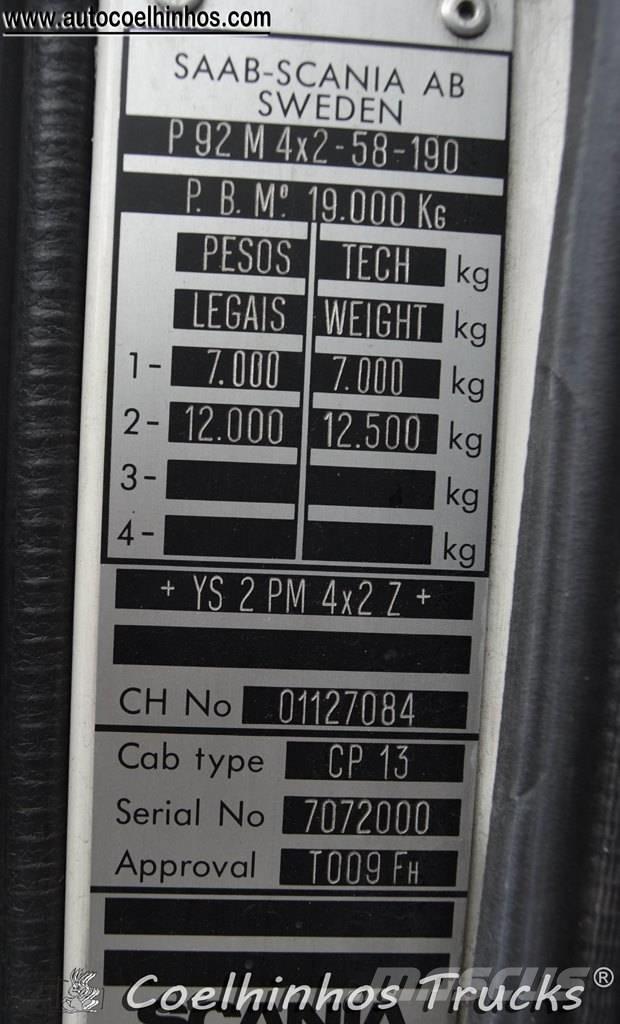 www.autocoelhinhos.com
SAAB-SCANIA AB
SWEDEN
P 92 M 4x2-58-190
P. B. Mº. 19.000 KG
PESOS TECH kg
LEGAIS WEIGHT kg
1- 7.000 7.000 kg
2- 12.000 12.500 kg
3- kg
4- kg
+ YS 2 PM 4x2 Z +
CH No 01127084
Cab type CP 13
Serial No 7072000
Approval T009 FH
Coelhinhos Trucks®
SCANIA